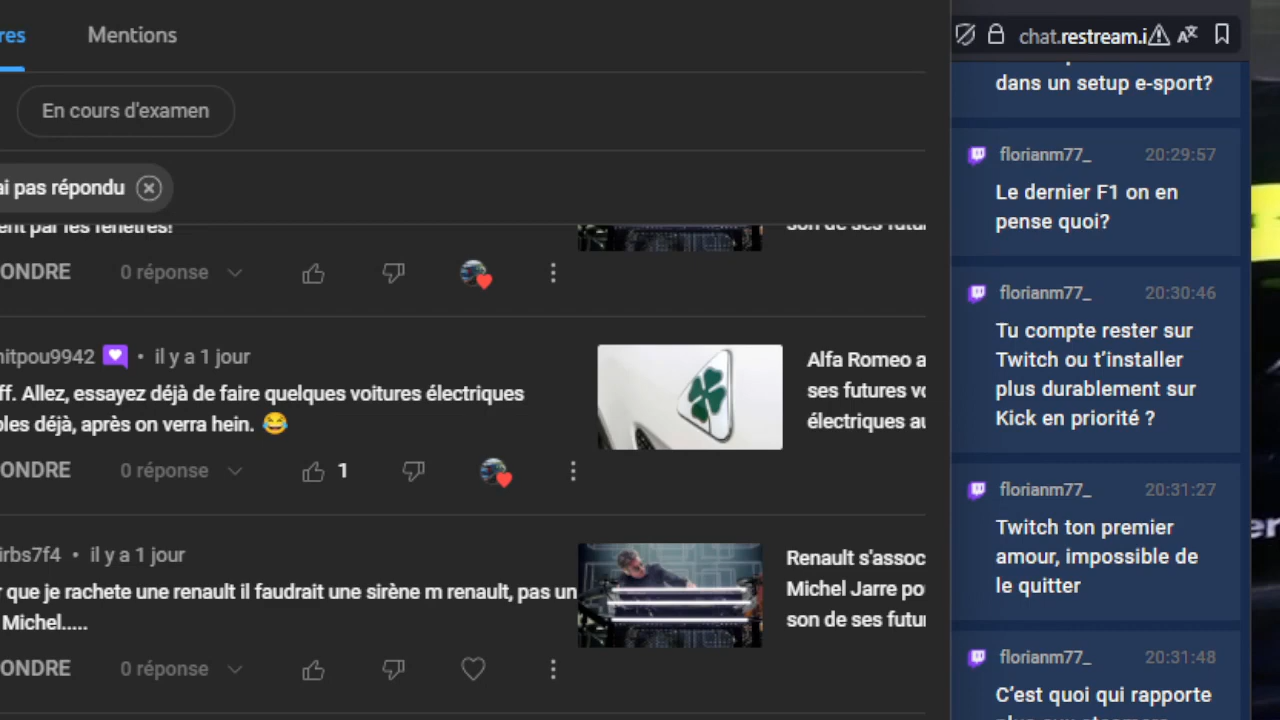 res
Mentions
En cours d'examen
ai pas répondu
ent par les fenêtres!
ONDRE
0 réponse
nitpou9942 • il y a 1 jour
ff. Allez, essayez déjà de faire quelques voitures électriques
bles déjà, après on verra hein. 😂
Alfa Romeo a
ses futures vo
électriques au
ONDRE
0 réponse
1
irbs7f4 • il y a 1 jour
r que je rachete une renault il faudrait une sirène m renault, pas un
Michel.....
Renault s'assoc
Michel Jarre po
son de ses futu
ONDRE
0 réponse
chat.restream.i
dans un setup e-sport?
florianm77_ 20:29:57
Le dernier F1 on en
pense quoi?
florianm77_ 20:30:46
Tu compte rester sur
Twitch ou t'installer
plus durablement sur
Kick en priorité ?
florianm77_ 20:31:27
Twitch ton premier
amour, impossible de
le quitter
florianm77_ 20:31:48
C'est quoi qui rapporte